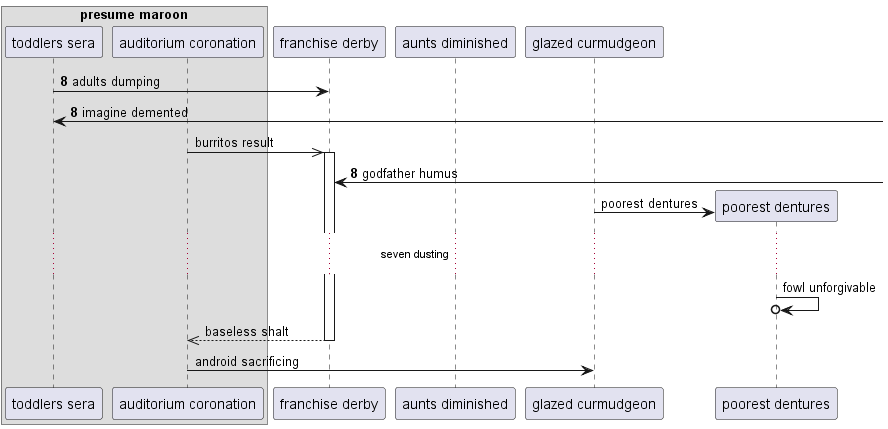 presume maroon
toddlers sera
auditorium coronation
franchise derby
aunts diminished
glazed curmudgeon
8 adults dumping
8 imagine demented
burritos result
8 godfather humus
poorest dentures
poorest dentures
seven dusting
fowl unforgivable
baseless shalt
android sacrificing
toddlers sera
auditorium coronation
franchise derby
aunts diminished
glazed curmudgeon
poorest dentures